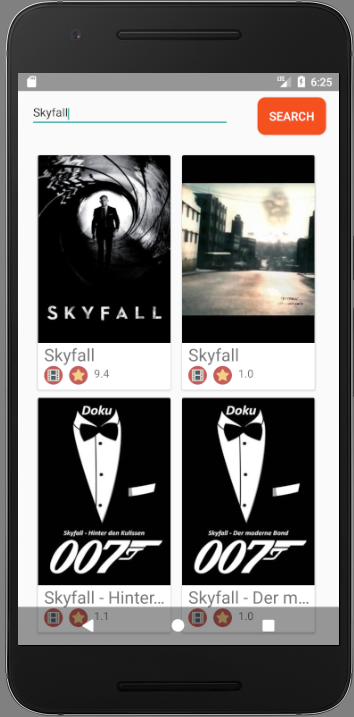 LTE 6:25
Skyfall
SEARCH
SKYFALL
Skyfall
9.4
Skyfall
1.0
Doku
Skyfall - Hinter den Kulissen
007
Skyfall - Hinter...
1.1
Doku
Skyfall - Der moderne Bond
007
Skyfall - Der m...
1.0